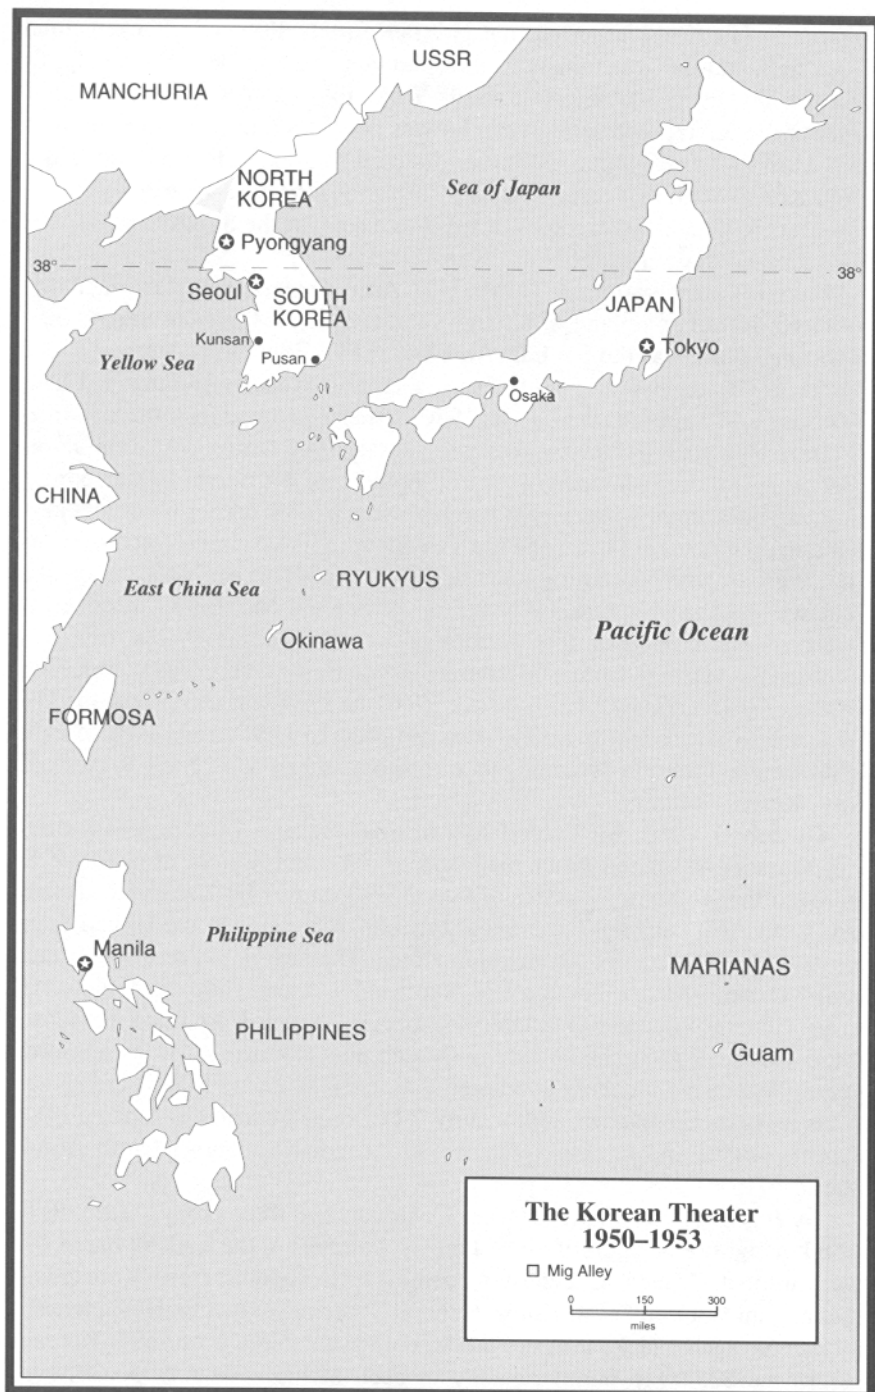 USSR
MANCHURIA
NORTH
KOREA
Sea of Japan
Pyongyang
38°
38°
Seoul
SOUTH
KOREA
JAPAN
Kunsan
Pusan
Tokyo
Yellow Sea
Osaka
CHINA
East China Sea
RYUKYUS
Okinawa
Pacific Ocean
FORMOSA
Philippine Sea
Manila
MARIANAS
PHILIPPINES
Guam
The Korean Theater
1950–1953
Mig Alley
0 150 300
miles